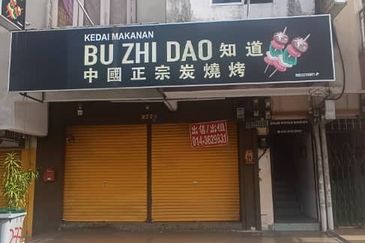 KEDAI MAKANAN
BU ZHI DAO 知道
中國正宗炭燒烤
出售/出租
014-3629331